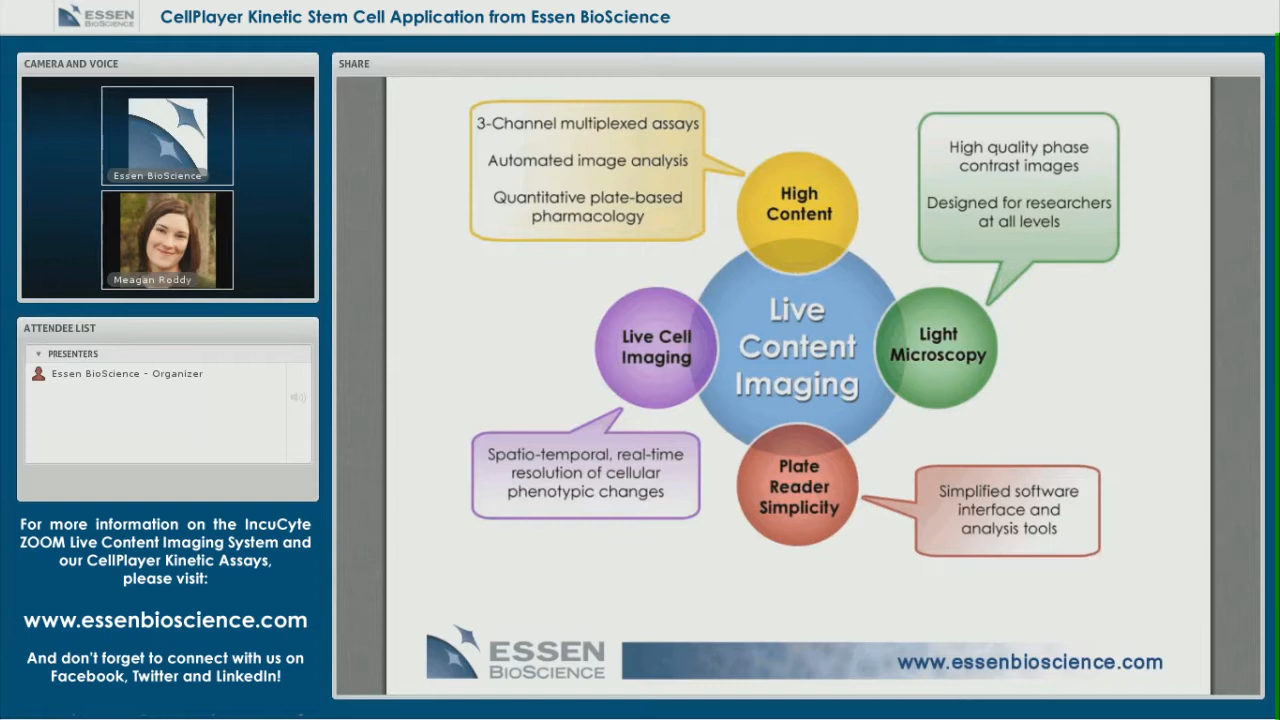 ESSEN
BIOSCIENCE
CellPlayer Kinetic Stem Cell Application from Essen BioScience
CAMERA AND VOICE
Essen BioScience
Meagan Roddy
ATTENDEE LIST
PRESENTERS
Essen BioScience - Organizer
For more information on the IncuCyte
ZOOM Live Content Imaging System and
our CellPlayer Kinetic Assays,
please visit:
www.essenbioscience.com
And don't forget to connect with us on
Facebook, Twitter and LinkedIn!
SHARE
3-Channel multiplexed assays
Automated image analysis
Quantitative plate-based
pharmacology
High
Content
High quality phase
contrast images
Designed for researchers
at all levels
Live Cell
Imaging
Live
Content
Imaging
Light
Microscopy
Spatio-temporal, real-time
resolution of cellular
phenotypic changes
Plate
Reader
Simplicity
Simplified software
interface and
analysis tools
ESSEN
BIOSCIENCE
www.essenbioscience.com